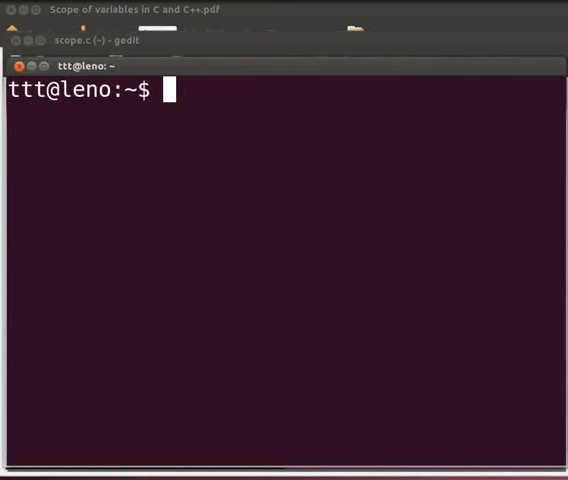 Scope of variables in C and C++.pdf
scope.c (~) - gedit
ttt@leno: ~
ttt@leno:~$